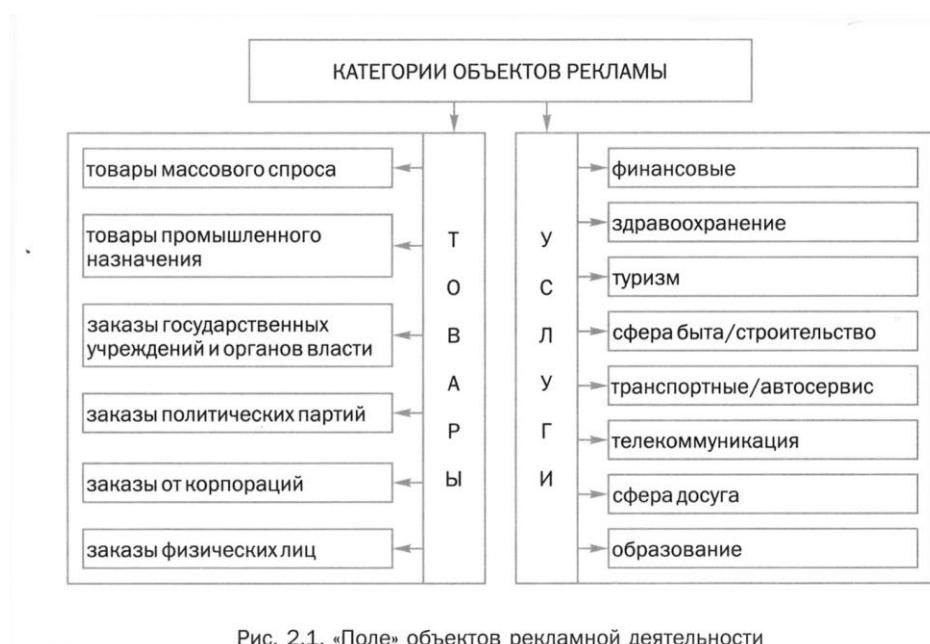 КАТЕГОРИИ ОБЪЕКТОВ РЕКЛАМЫ
товары массового спроса
товары промышленного
назначения
заказы государственных
учреждений и органов власти
заказы политических партий
заказы от корпораций
заказы физических лиц
Т
О
В
А
Р
Ы
У
С
Л
У
Г
И
финансовые
здравоохранение
туризм
сфера быта/строительство
транспортные/автосервис
телекоммуникация
сфера досуга
образование
Рис. 2.1. «Поле» объектов рекламной деятельности